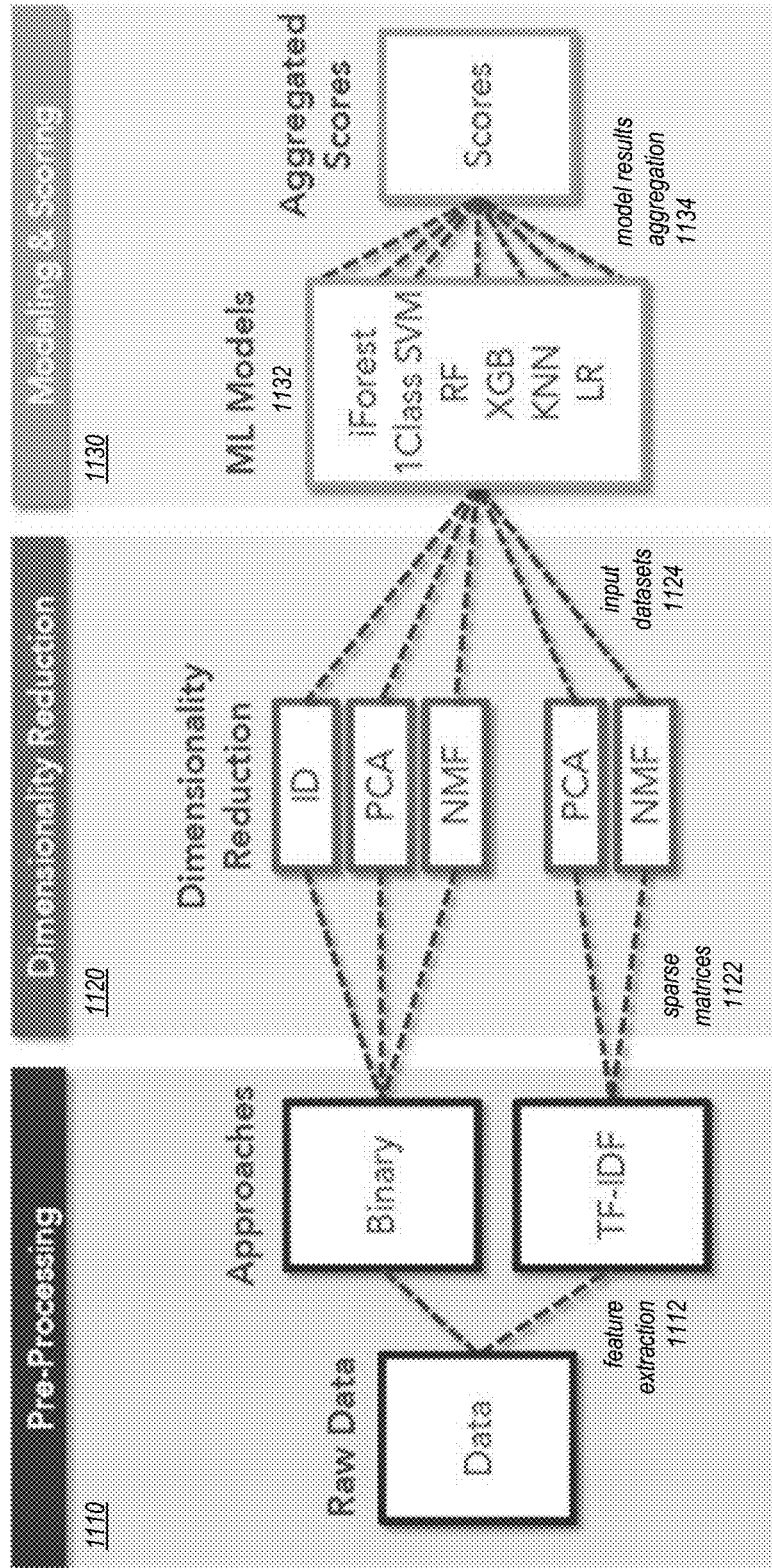 Pre-Processing
1110
Raw Data
Data
feature
extraction
1112
Approaches
Binary
TF-IDF
Dimensionality Reduction
1120
sparse
matrices
1122
Dimensionality
Reduction
ID
PCA
NMF
PCA
NMF
input
datasets
1124
Modeling & Scoring
1130
ML Models
1132
iForest
1Class SVM
RF
XGB
KNN
LR
Aggregated
Scores
Scores
model results
aggregation
1134